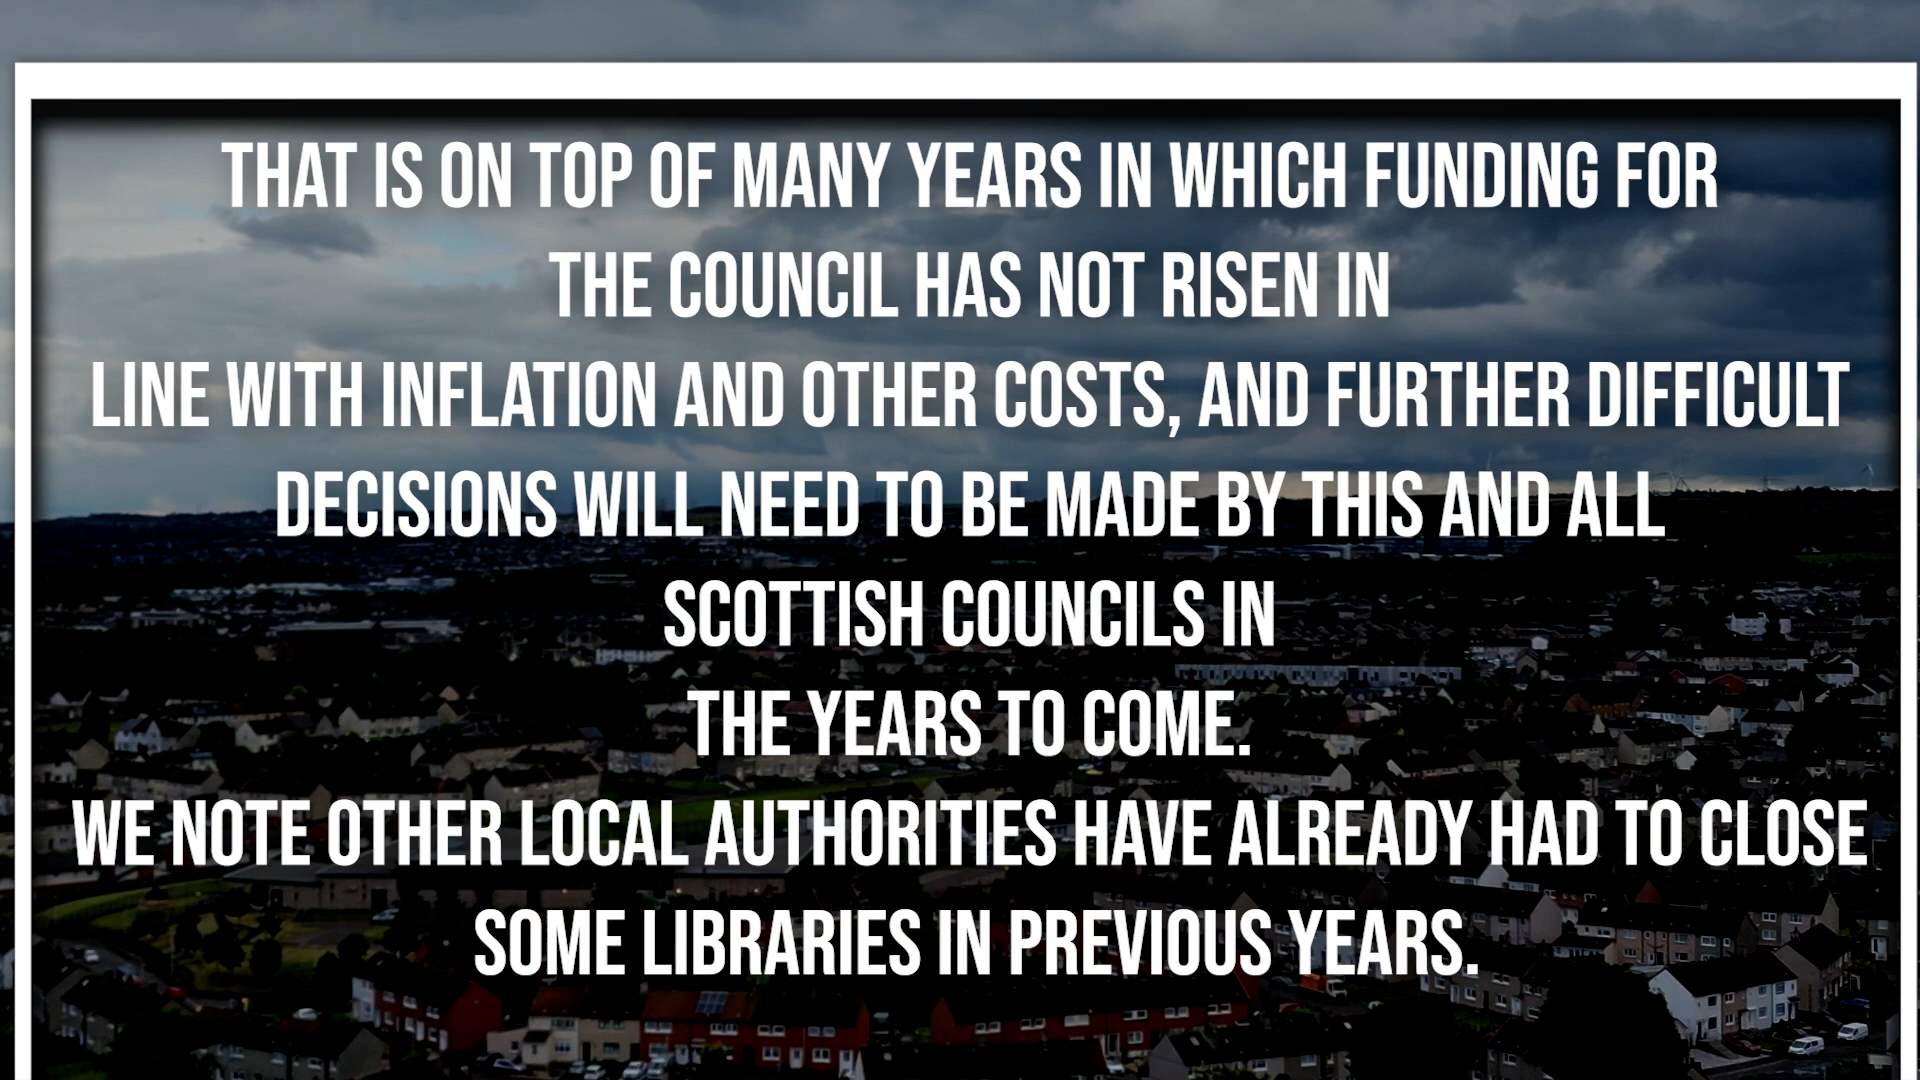 THAT IS ON TOP OF MANY YEARS IN WHICH FUNDING FOR
THE COUNCIL HAS NOT RISEN IN
LINE WITH INFLATION AND OTHER COSTS, AND FURTHER DIFFICULT
DECISIONS WILL NEED TO BE MADE BY THIS AND ALL
SCOTTISH COUNCILS IN
THE YEARS TO COME.
WE NOTE OTHER LOCAL AUTHORITIES HAVE ALREADY HAD TO CLOSE
SOME LIBRARIES IN PREVIOUS YEARS.